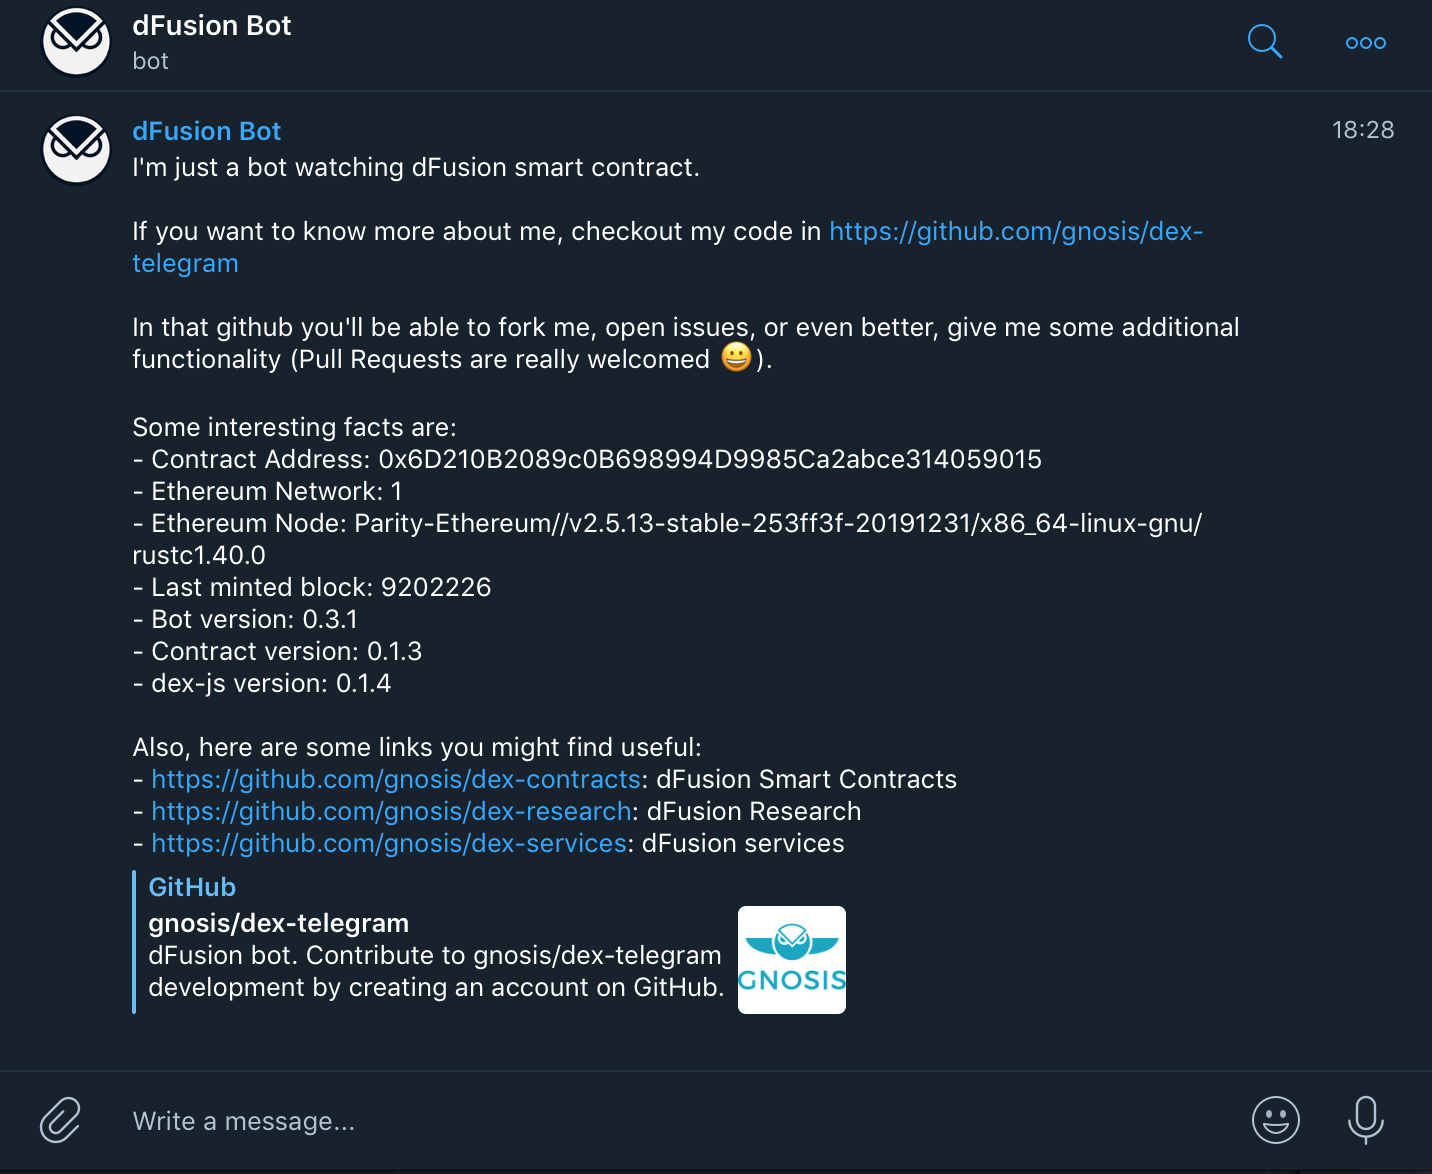 dFusion Bot
bot
dFusion Bot
18:28
I'm just a bot watching dFusion smart contract.
If you want to know more about me, checkout my code in https://github.com/gnosis/dex-
telegram
In that github you'll be able to fork me, open issues, or even better, give me some additional
functionality (Pull Requests are really welcomed 😀).
Some interesting facts are:
- Contract Address: 0x6D210B2089c0B698994D9985Ca2abce314059015
- Ethereum Network: 1
- Ethereum Node: Parity-Ethereum//v2.5.13-stable-253ff3f-20191231/x86_64-linux-gnu/
rustc1.40.0
- Last minted block: 9202226
- Bot version: 0.3.1
- Contract version: 0.1.3
- dex-js version: 0.1.4
Also, here are some links you might find useful:
- https://github.com/gnosis/dex-contracts: dFusion Smart Contracts
- https://github.com/gnosis/dex-research: dFusion Research
- https://github.com/gnosis/dex-services: dFusion services
GitHub
gnosis/dex-telegram
dFusion bot. Contribute to gnosis/dex-telegram
development by creating an account on GitHub.
GNOSIS
Write a message...